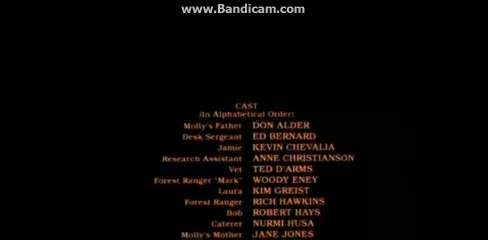 www.Bandicam.com
CAST
(In Alphabetical Order)
Molly's Father DON ALDER
Desk Sergeant ED BERNARD
Jamie KEVIN CHEVALIA
Research Assistant ANNE CHRISTIANSON
Vet TED D'ARMS
Forest Ranger "Mark" WOODY ENEY
Laura KIM GREIST
Forest Ranger RICH HAWKINS
Bob ROBERT HAYS
Caterer NURMI HUSA
Molly's Mother JANE JONES